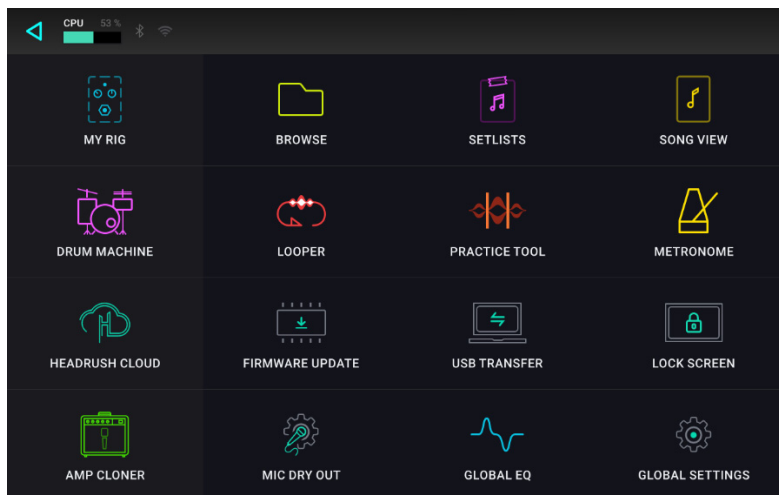 CPU 53 %
MY RIG BROWSE SETLISTS SONG VIEW
DRUM MACHINE LOOPER PRACTICE TOOL METRONOME
HEADRUSH CLOUD FIRMWARE UPDATE USB TRANSFER LOCK SCREEN
AMP CLONER MIC DRY OUT GLOBAL EQ GLOBAL SETTINGS